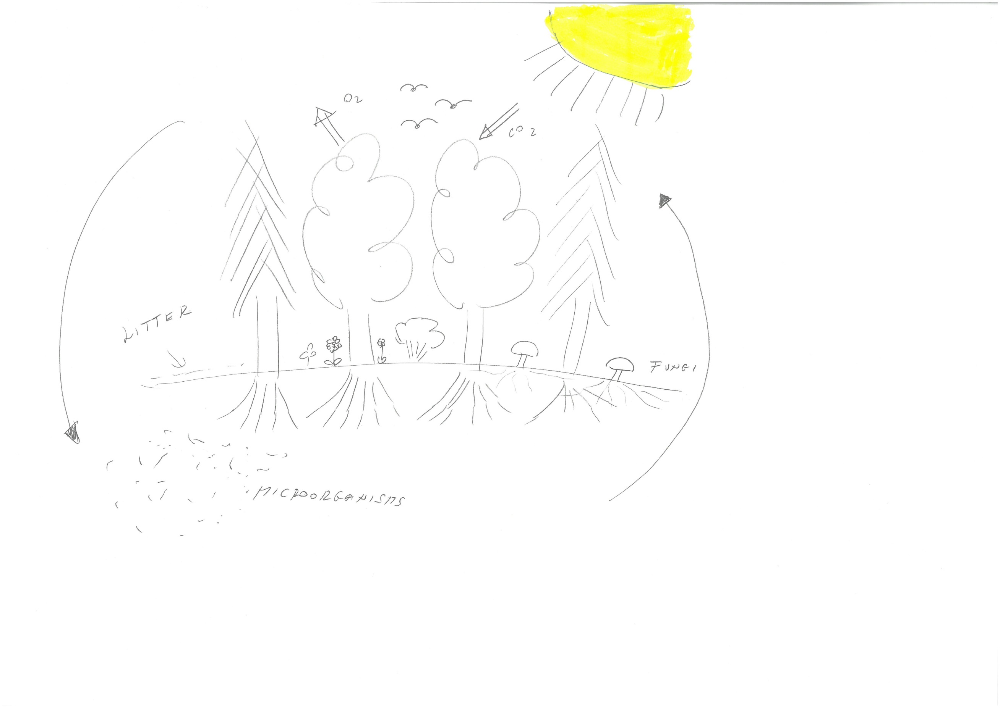 O2
CO2
LITTER
FUNGI
MICROORGANISMS